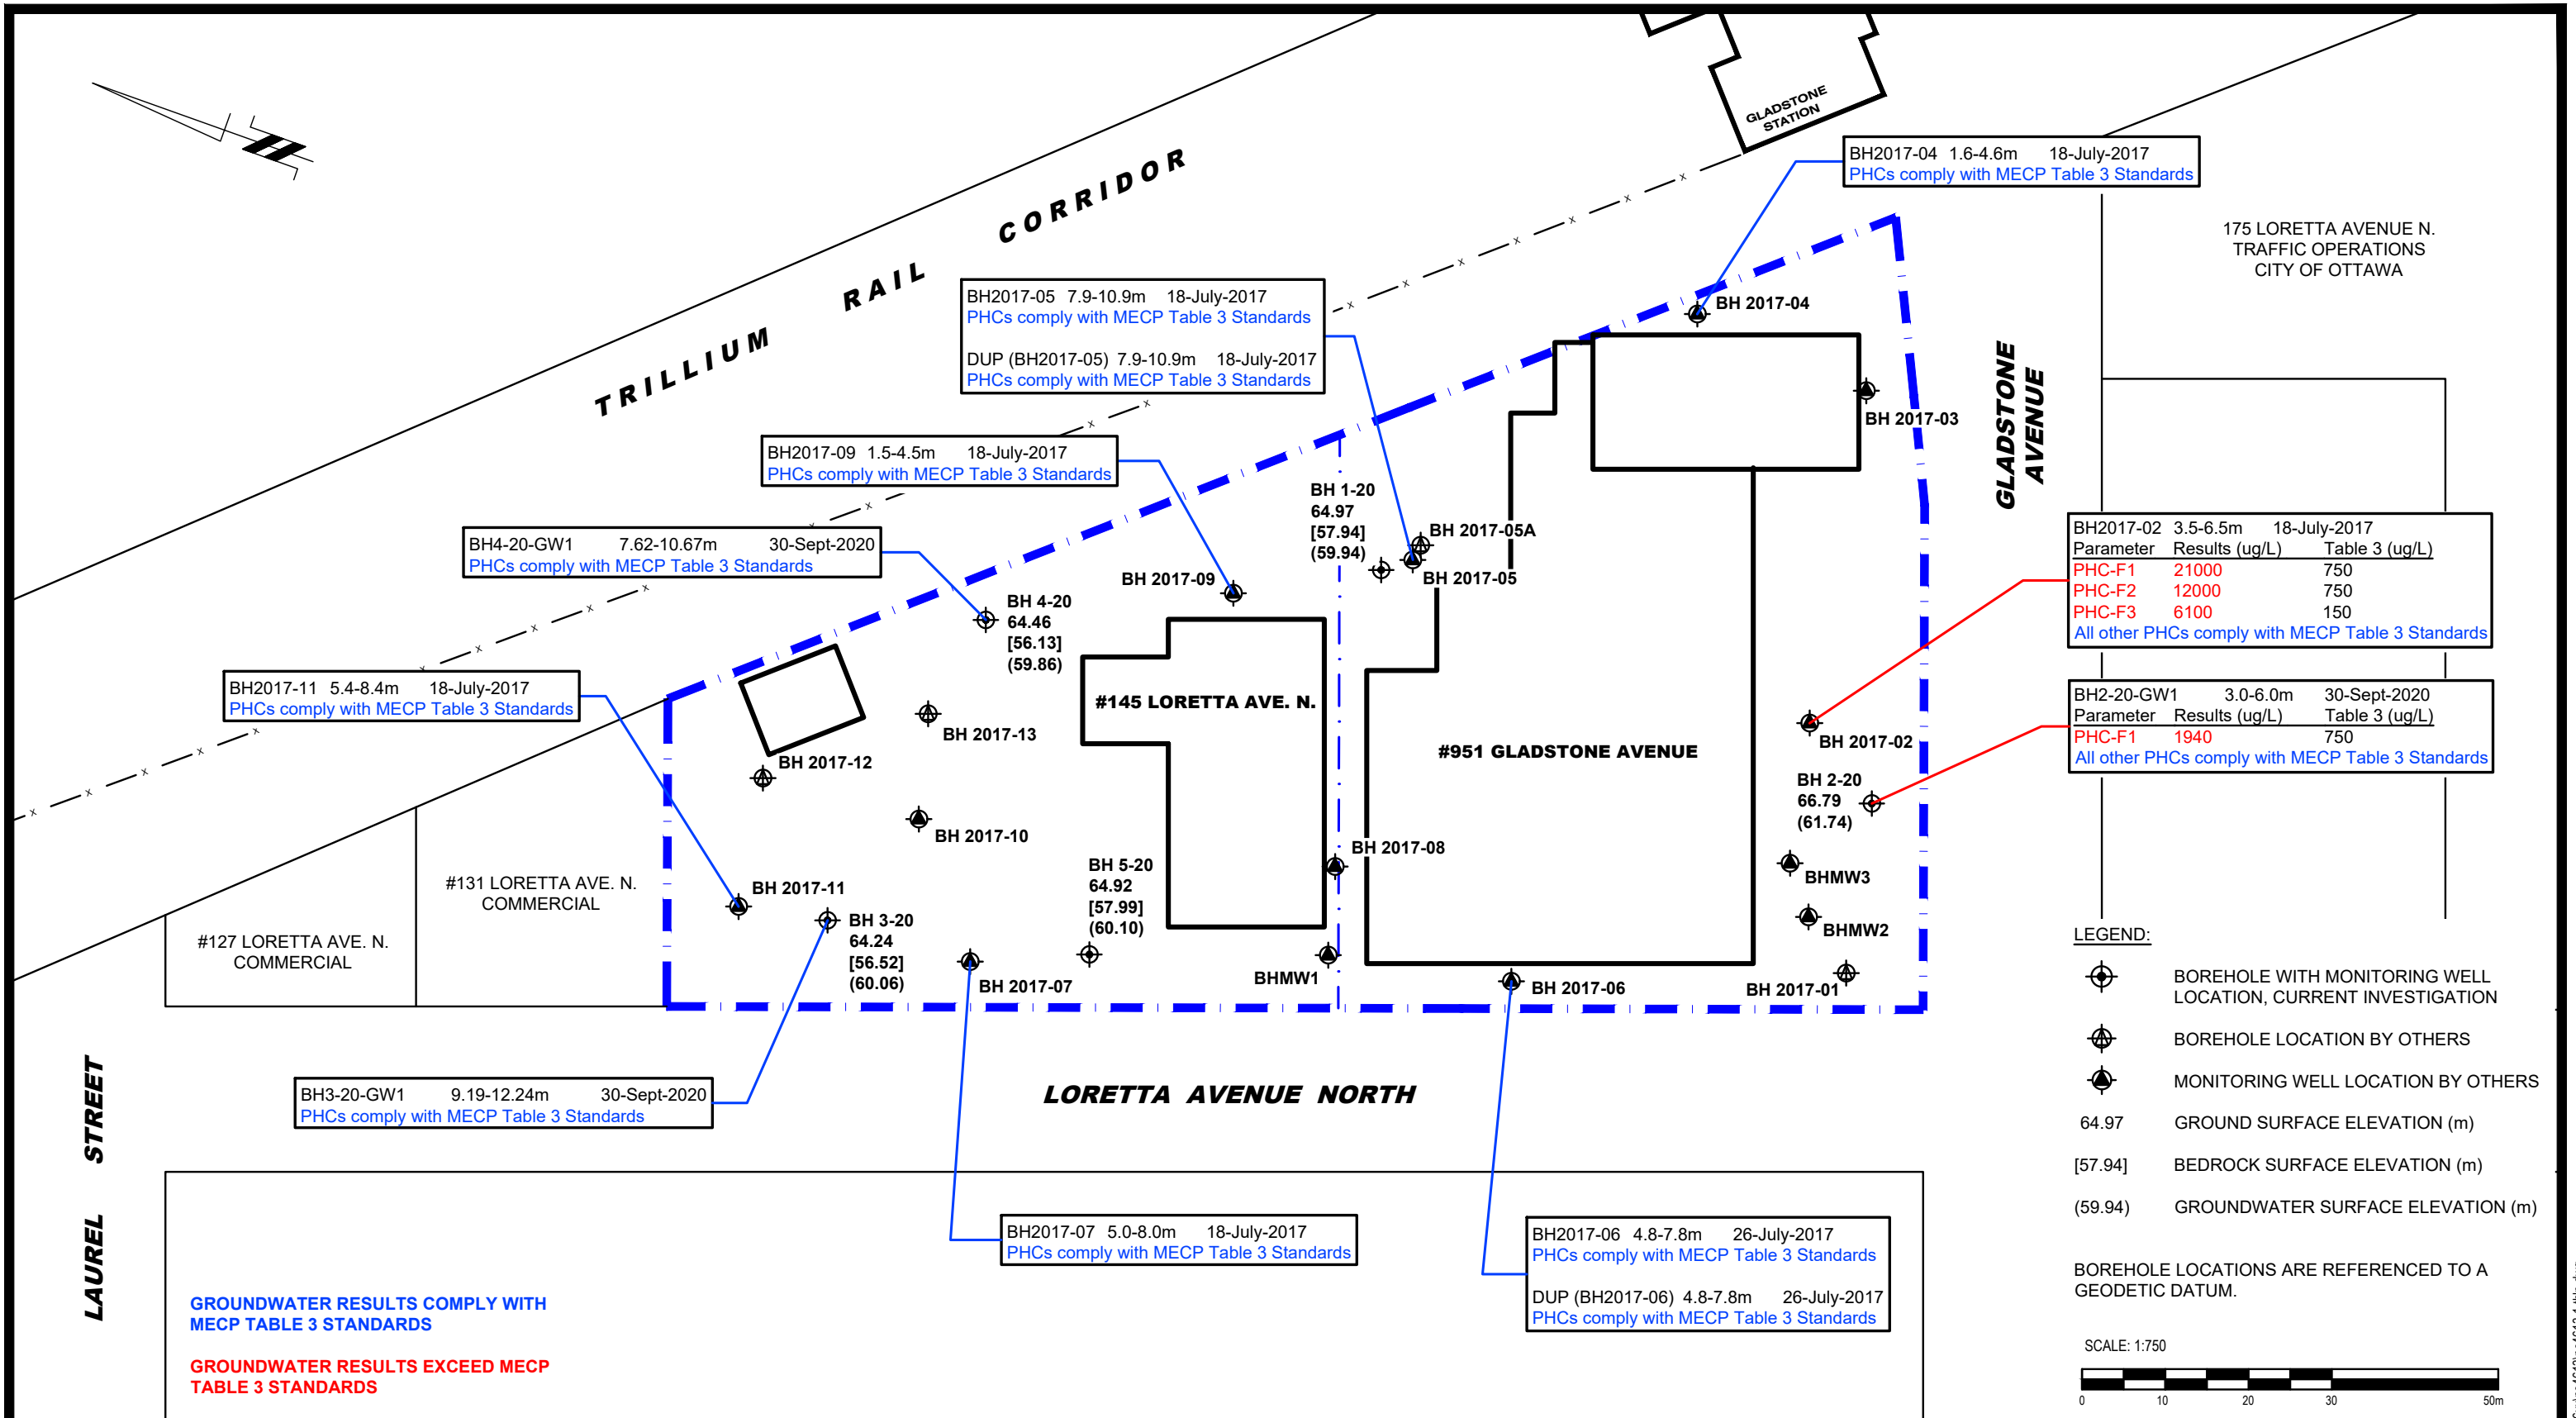 GLADSTONE
STATION
BH2017-04 1.6-4.6m 18-July-2017
PHCs comply with MECP Table 3 Standards
175 LORETTA AVENUE N.
TRAFFIC OPERATIONS
CITY OF OTTAWA
TRILLIUM RAIL CORRIDOR
BH2017-05 7.9-10.9m 18-July-2017
PHCs comply with MECP Table 3 Standards
DUP (BH2017-05) 7.9-10.9m 18-July-2017
PHCs comply with MECP Table 3 Standards
BH 2017-04
GLADSTONE
AVENUE
BH 2017-03
BH2017-09 1.5-4.5m 18-July-2017
PHCs comply with MECP Table 3 Standards
BH 1-20
64.97
[57.94]
(59.94)
BH 2017-05A
BH 2017-05
BH4-20-GW1 7.62-10.67m 30-Sept-2020
PHCs comply with MECP Table 3 Standards
BH 2017-09
BH 4-20
64.46
[56.13]
(59.86)
BH2017-02 3.5-6.5m 18-July-2017
Parameter Results (ug/L) Table 3 (ug/L)
PHC-F1 21000 750
PHC-F2 12000 750
PHC-F3 6100 150
All other PHCs comply with MECP Table 3 Standards
BH2017-11 5.4-8.4m 18-July-2017
PHCs comply with MECP Table 3 Standards
BH2-20-GW1 3.0-6.0m 30-Sept-2020
Parameter Results (ug/L) Table 3 (ug/L)
PHC-F1 1940 750
All other PHCs comply with MECP Table 3 Standards
#145 LORETTA AVE. N.
#951 GLADSTONE AVENUE
BH 2017-13
BH 2017-12
BH 2017-02
BH 2-20
66.79
(61.74)
BH 2017-10
BH 2017-08
BH 5-20
64.92
[57.99]
(60.10)
BHMW3
BHMW2
#131 LORETTA AVE. N.
COMMERCIAL
#127 LORETTA AVE. N.
COMMERCIAL
BH 2017-11
BH 3-20
64.24
[56.52]
(60.06)
BH 2017-07
BHMW1
BH 2017-06
BH 2017-01
LEGEND:
BOREHOLE WITH MONITORING WELL
LOCATION, CURRENT INVESTIGATION
BOREHOLE LOCATION BY OTHERS
MONITORING WELL LOCATION BY OTHERS
64.97 GROUND SURFACE ELEVATION (m)
[57.94] BEDROCK SURFACE ELEVATION (m)
(59.94) GROUNDWATER SURFACE ELEVATION (m)
BOREHOLE LOCATIONS ARE REFERENCED TO A
GEODETIC DATUM.
SCALE: 1:750
0 10 20 30 50m
LAUREL STREET
BH3-20-GW1 9.19-12.24m 30-Sept-2020
PHCs comply with MECP Table 3 Standards
LORETTA AVENUE NORTH
BH2017-07 5.0-8.0m 18-July-2017
PHCs comply with MECP Table 3 Standards
BH2017-06 4.8-7.8m 26-July-2017
PHCs comply with MECP Table 3 Standards
DUP (BH2017-06) 4.8-7.8m 26-July-2017
PHCs comply with MECP Table 3 Standards
GROUNDWATER RESULTS COMPLY WITH
MECP TABLE 3 STANDARDS
GROUNDWATER RESULTS EXCEED MECP
TABLE 3 STANDARDS